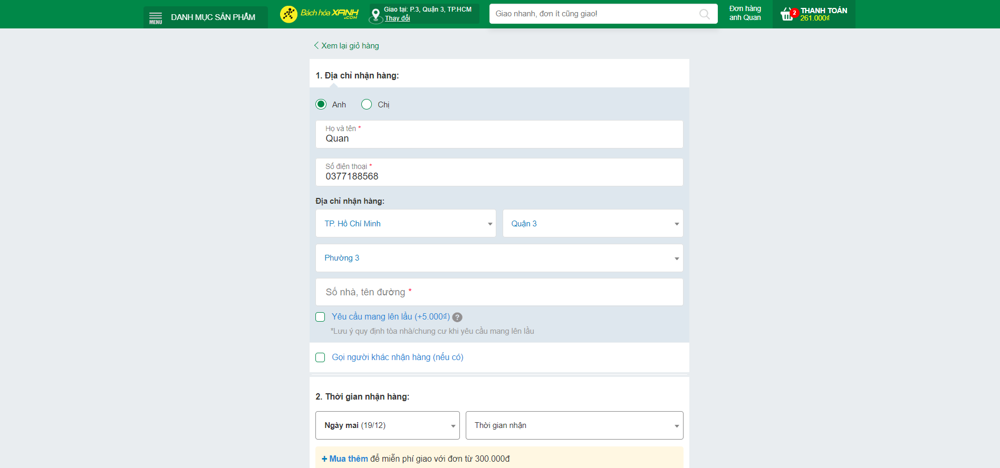 MENU
DANH MỤC SẢN PHẨM
Bách hóa XANH
.COM
Giao tại: P.3, Quận 3, TP.HCM
Thay đổi
Giao nhanh, đơn ít cũng giao!
Đơn hàng
anh Quan
2
THANH TOÁN
261.000₫
Xem lại giỏ hàng
1. Địa chỉ nhận hàng:
Anh
Chị
Họ và tên *
Quan
Số điện thoại *
0377188568
Địa chỉ nhận hàng:
TP. Hồ Chí Minh
Quận 3
Phường 3
Số nhà, tên đường *
Yêu cầu mang lên lầu (+5.000₫) ?
*Lưu ý quy định tòa nhà/chung cư khi yêu cầu mang lên lầu
Gọi người khác nhận hàng (nếu có)
2. Thời gian nhận hàng:
Ngày mai (19/12)
Thời gian nhận
+ Mua thêm để miễn phí giao với đơn từ 300.000đ